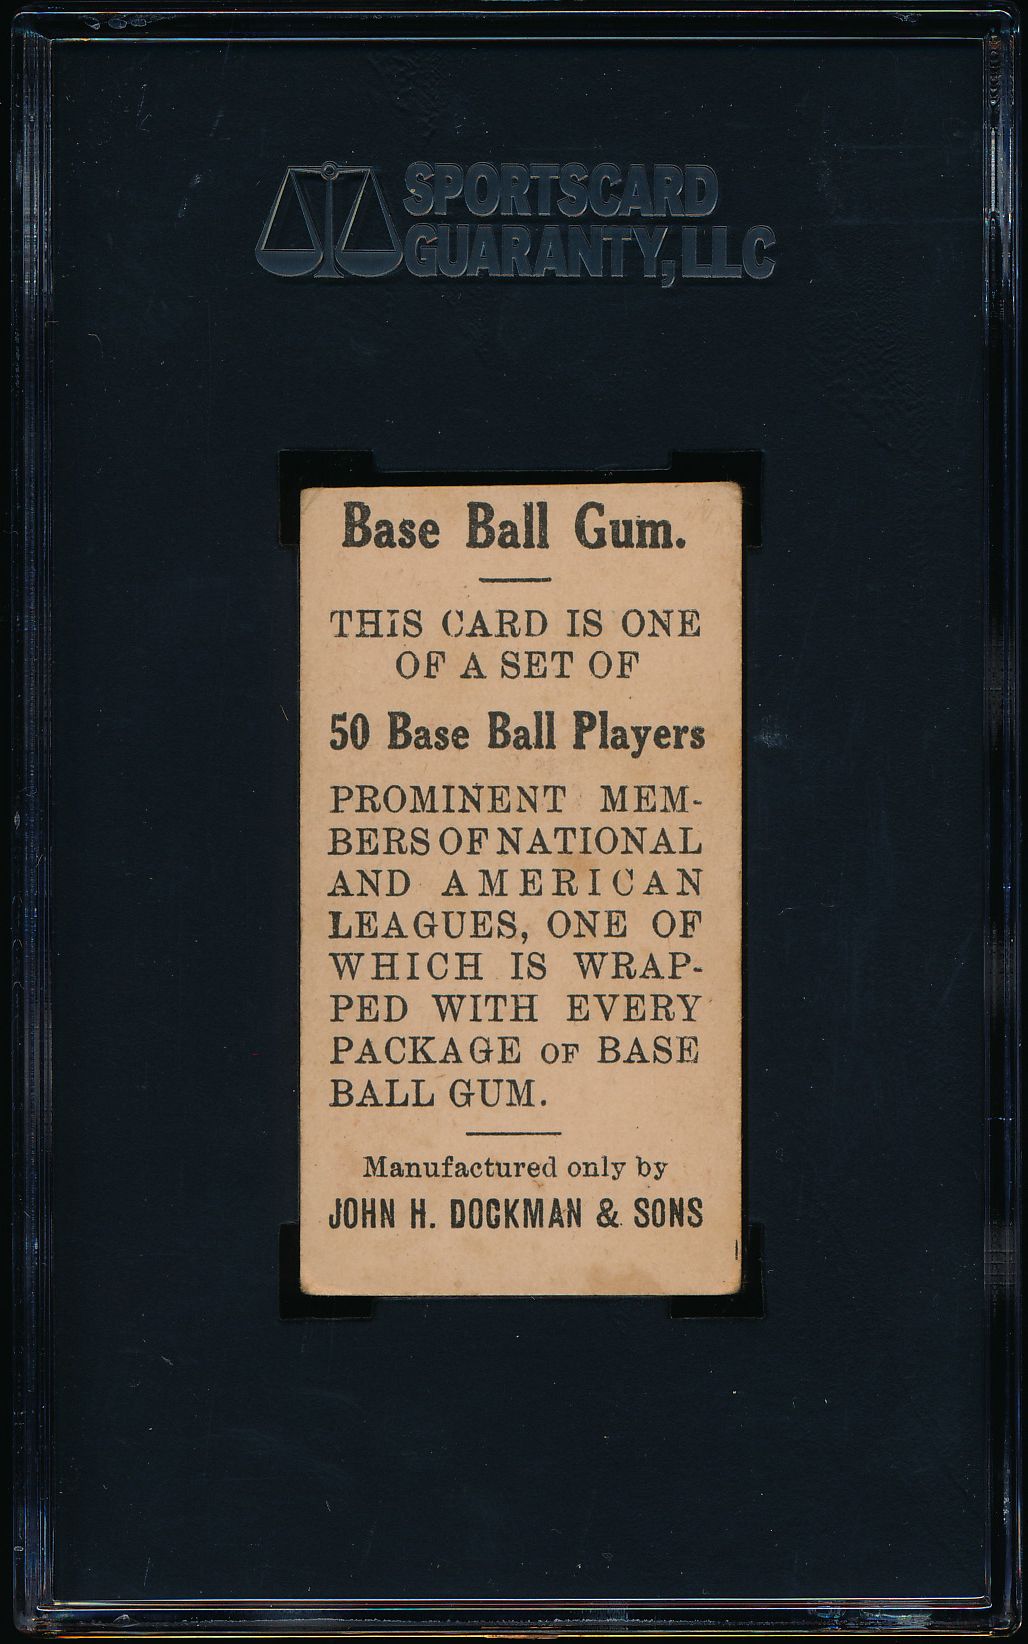 SPORTSCARD
GUARANTY, LLC
Base Ball Gum.
THIS CARD IS ONE
OF A SET OF
50 Base Ball Players
PROMINENT MEM-
BERS OF NATIONAL
AND AMERICAN
LEAGUES, ONE OF
WHICH IS WRAP-
PED WITH EVERY
PACKAGE OF BASE
BALL GUM.
Manufactured only by
JOHN H. DOCKMAN & SONS